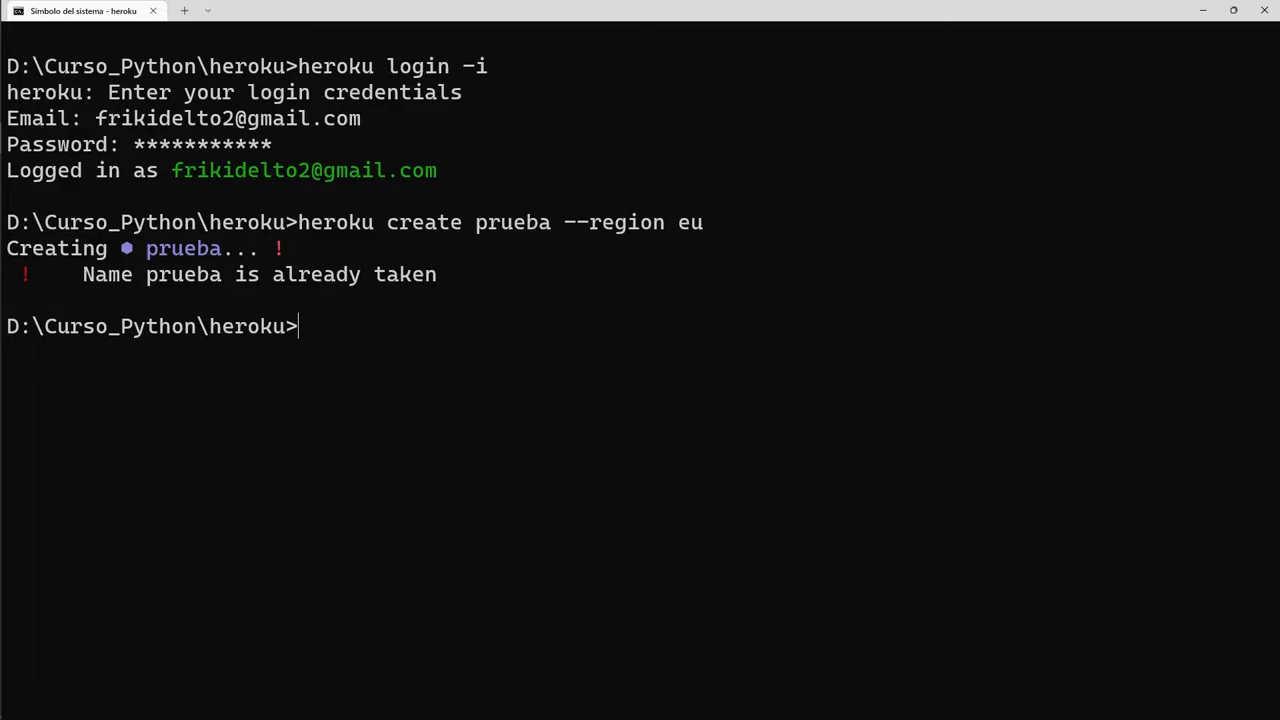 Símbolo del sistema - heroku
D:\Curso_Python\heroku>heroku login -i
heroku: Enter your login credentials
Email: frikidelto2@gmail.com
Password: ***********
Logged in as frikidelto2@gmail.com
D:\Curso_Python\heroku>heroku create prueba --region eu
Creating ⬢ prueba... !
!    Name prueba is already taken
D:\Curso_Python\heroku>